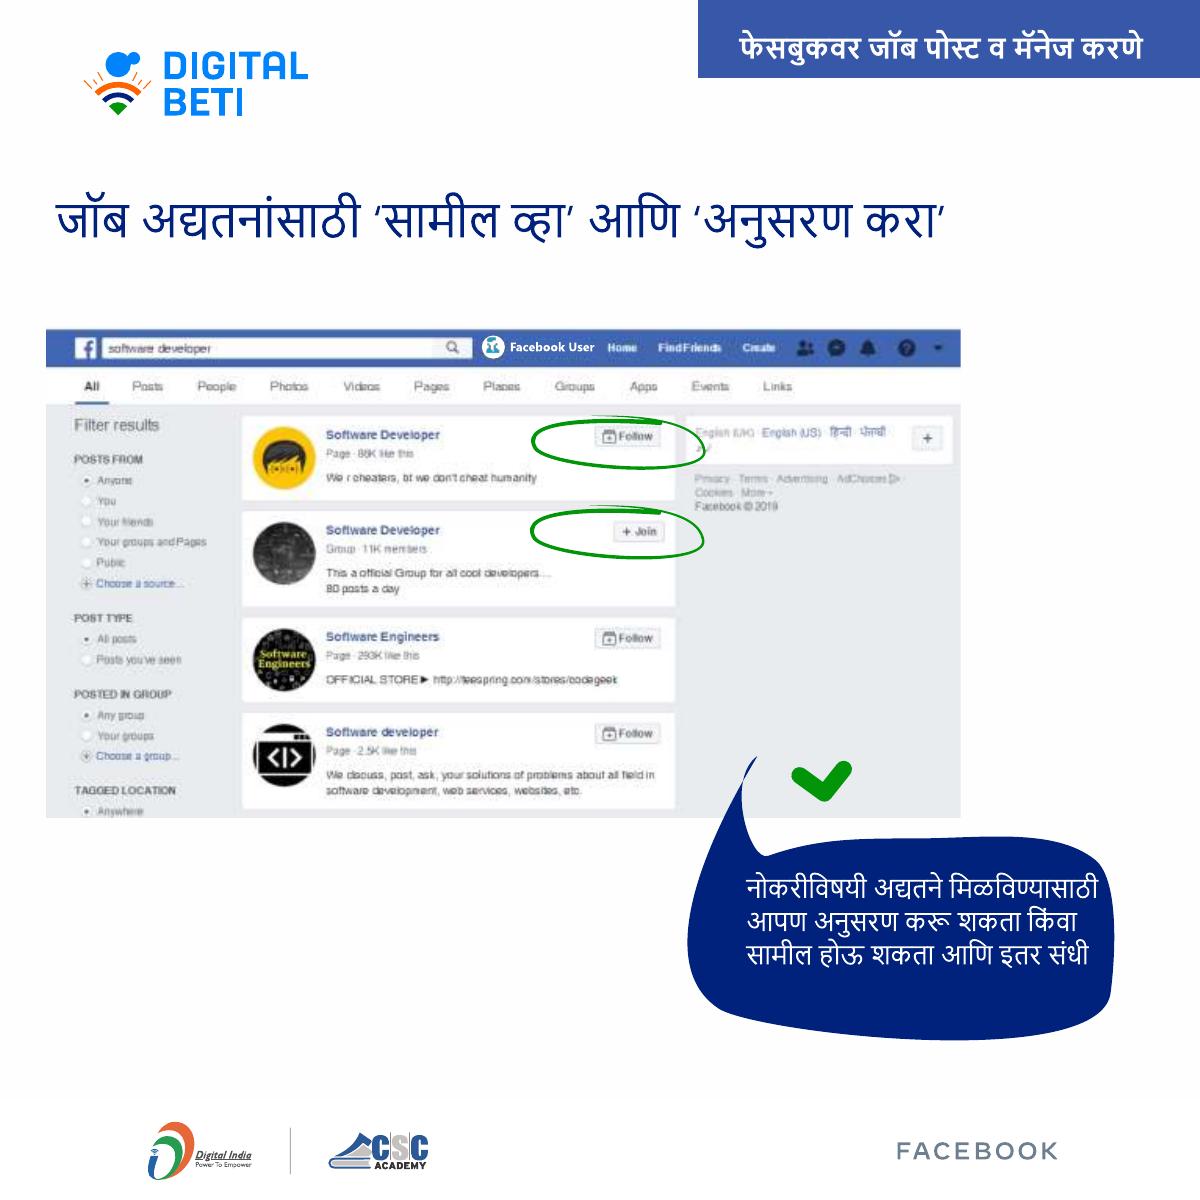 DIGITAL
BETI
फेसबुकवर जॉब पोस्ट व मॅनेज करणे
जॉब अद्यतनांसाठी ‘सामील व्हा’ आणि ‘अनुसरण करा’
software developer
Facebook User
Home
Find Friends
Create
All
Posts
People
Photos
Videos
Pages
Places
Groups
Apps
Events
Links
Filter results
POSTS FROM
Anyone
You
Your friends
Your groups and Pages
Public
Choose a source...
POST TYPE
All posts
Posts you've seen
POSTED IN GROUP
Any group
Your groups
Choose a group...
TAGGED LOCATION
Anywhere
Software Developer
Follow
Page · 88K like this
We r cheaters, bt we don't cheat humanity
Software Developer
+ Join
Group · 11K members
This a official Group for all cool developers....
80 posts a day
Software Engineers
Follow
Page · 293K like this
OFFICIAL STORE► http://teespring.com/stores/codegeek
Software
Engineers
Software developer
Follow
Page · 2.5K like this
We discuss, post, ask, your solutions of problems about all field in
software development, web services, websites, etc.
English (UK) · English (US) · हिन्दी · ਪੰਜਾਬੀ
اردو
+
Privacy · Terms · Advertising · AdChoices
Cookies · More
Facebook © 2019
नोकरीविषयी अद्यतने मिळविण्यासाठी
आपण अनुसरण करू शकता किंवा
सामील होऊ शकता आणि इतर संधी
Digital India
Power To Empower
CSC
ACADEMY
FACEBOOK